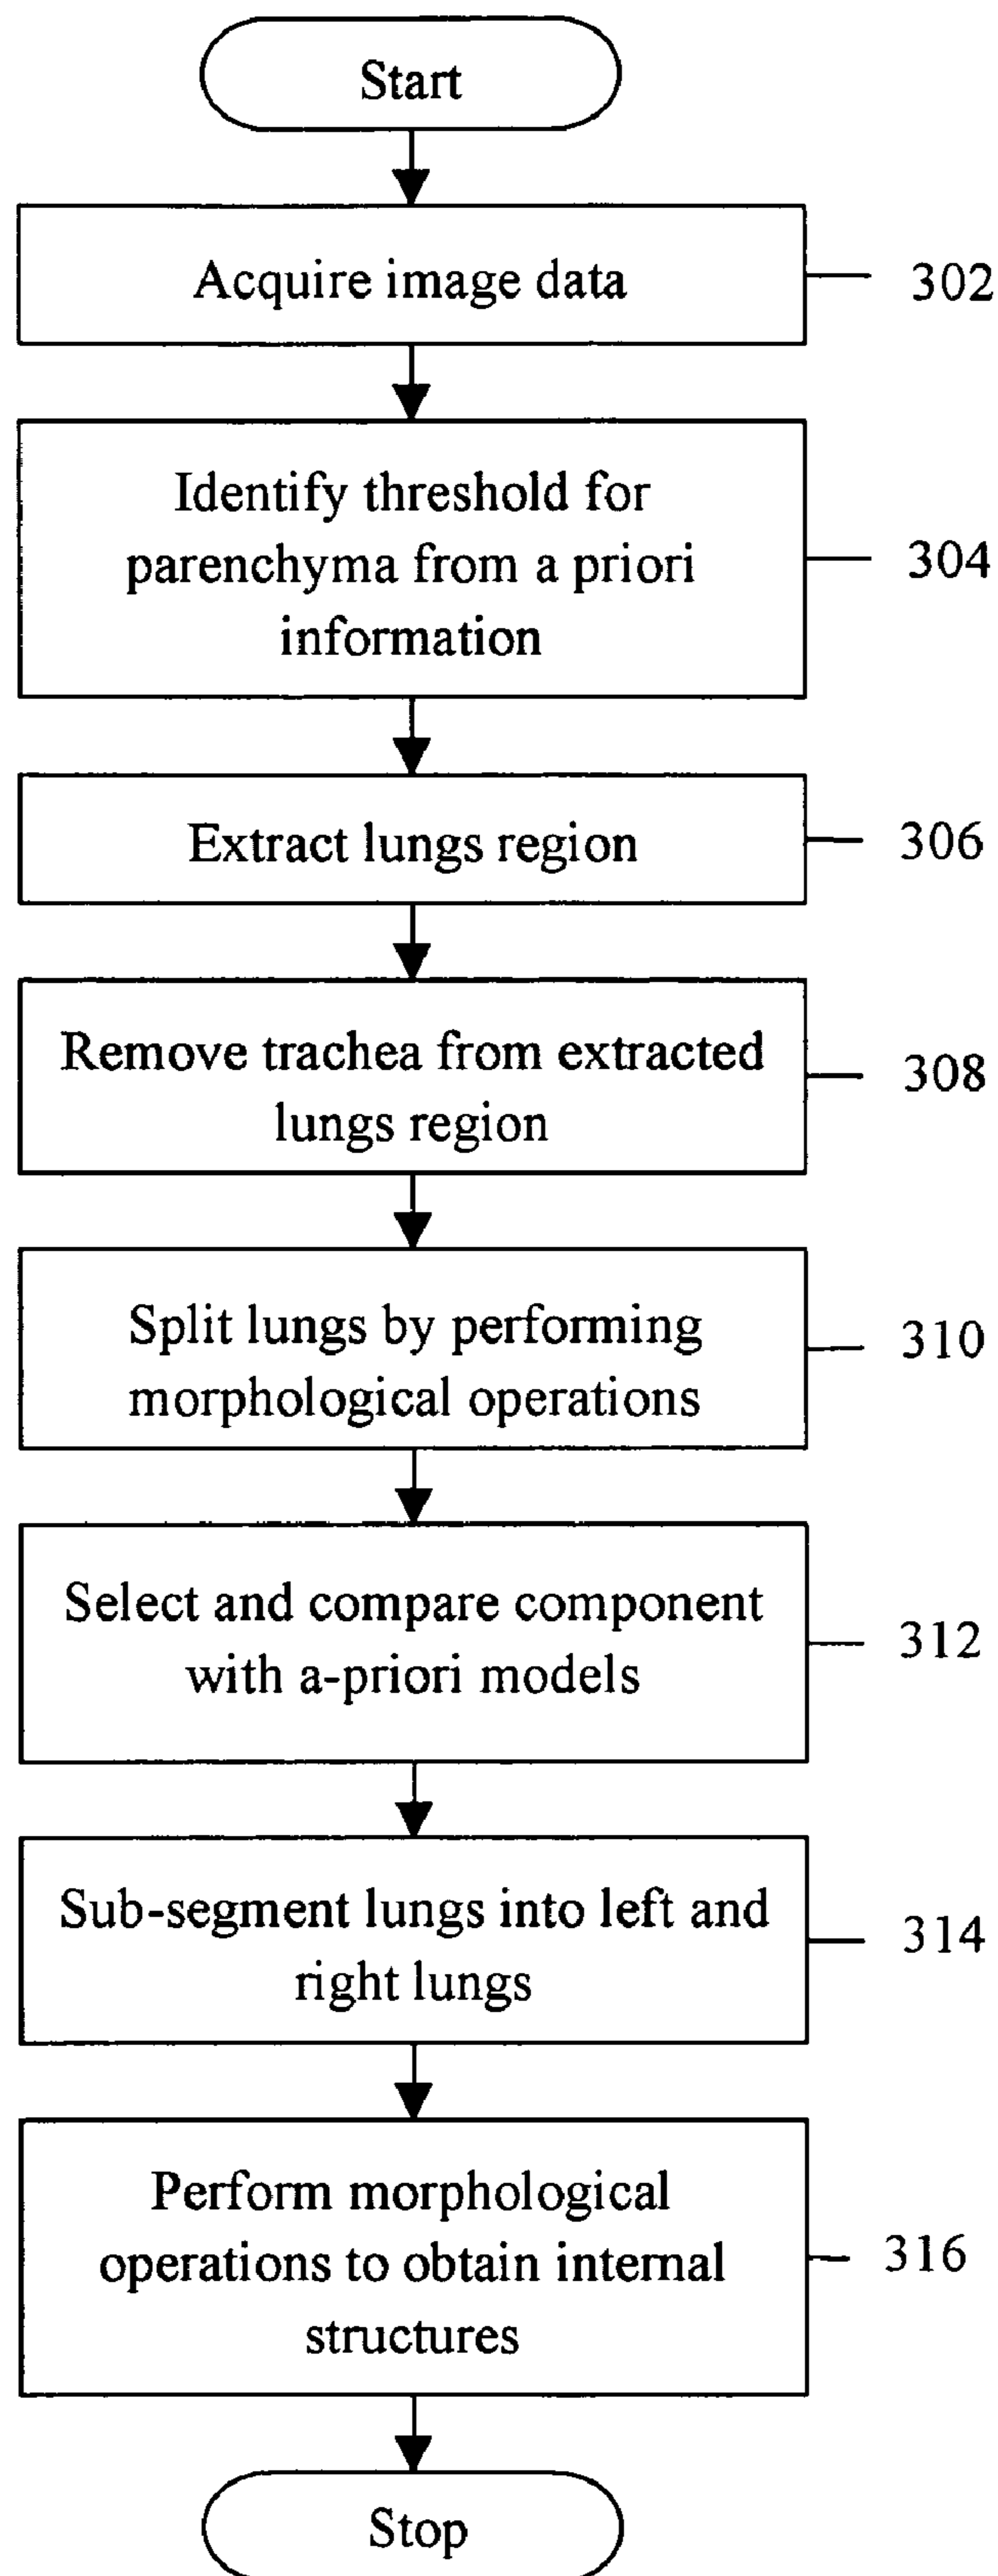 Start
Acquire image data
302
Identify threshold for
parenchyma from a priori
information
304
Extract lungs region
306
Remove trachea from extracted
lungs region
308
Split lungs by performing
morphological operations
310
Select and compare component
with a-priori models
312
Sub-segment lungs into left and
right lungs
314
Perform morphological
operations to obtain internal
structures
316
Stop